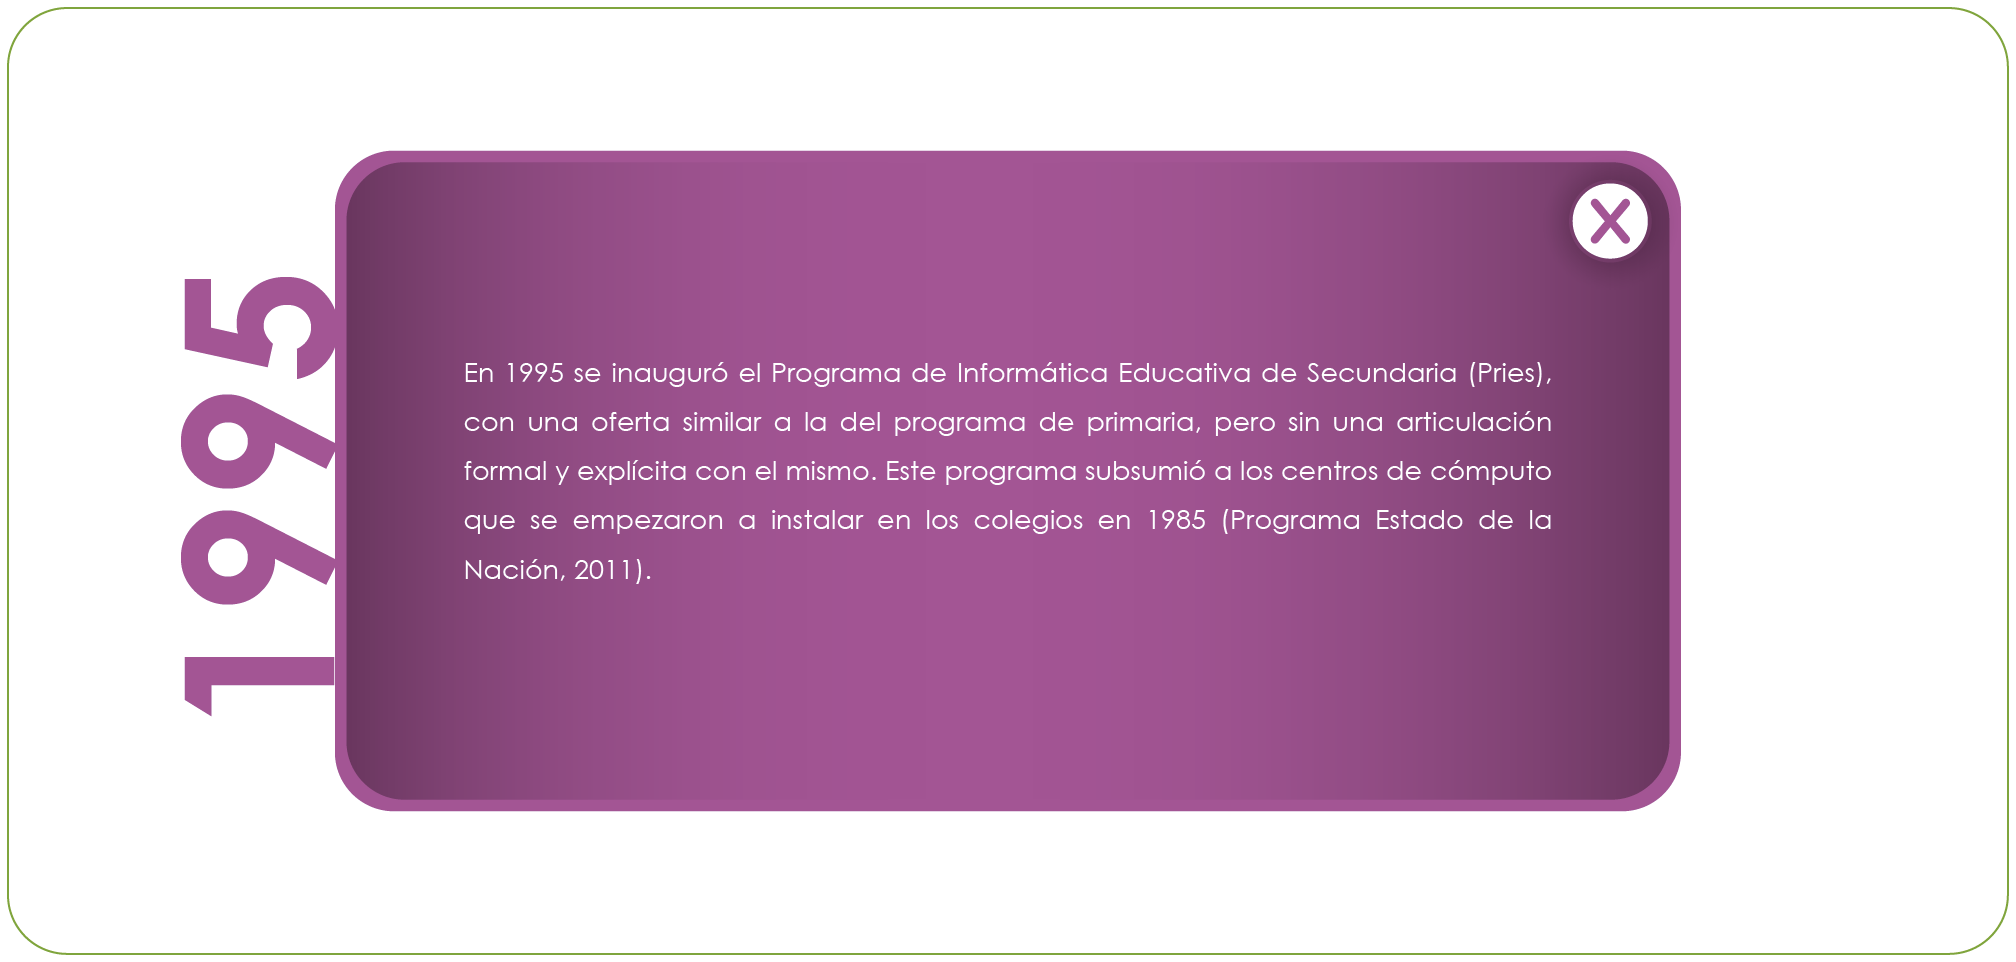 1995
En 1995 se inauguró el Programa de Informática Educativa de Secundaria (Pries),
con una oferta similar a la del programa de primaria, pero sin una articulación
formal y explícita con el mismo. Este programa subsumió a los centros de cómputo
que se empezaron a instalar en los colegios en 1985 (Programa Estado de la
Nación, 2011).